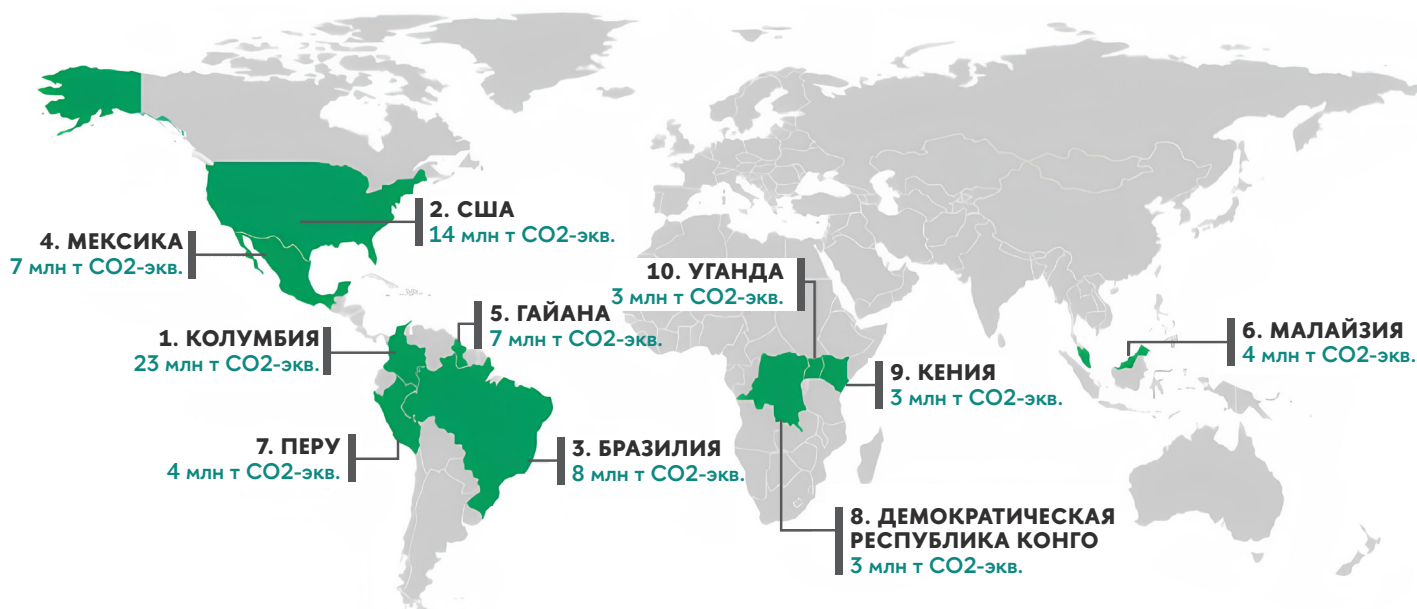 2. США
14 млн т СО2-экв.
4. МЕКСИКА
7 млн т СО2-экв.
10. УГАНДА
3 млн т СО2-экв.
5. ГАЙАНА
7 млн т СО2-экв.
1. КОЛУМБИЯ
23 млн т СО2-экв.
6. МАЛАЙЗИЯ
4 млн т СО2-экв.
9. КЕНИЯ
3 млн т СО2-экв.
7. ПЕРУ
4 млн т СО2-экв.
3. БРАЗИЛИЯ
8 млн т СО2-экв.
8. ДЕМОКРАТИЧЕСКАЯ
РЕСПУБЛИКА КОНГО
3 млн т СО2-экв.